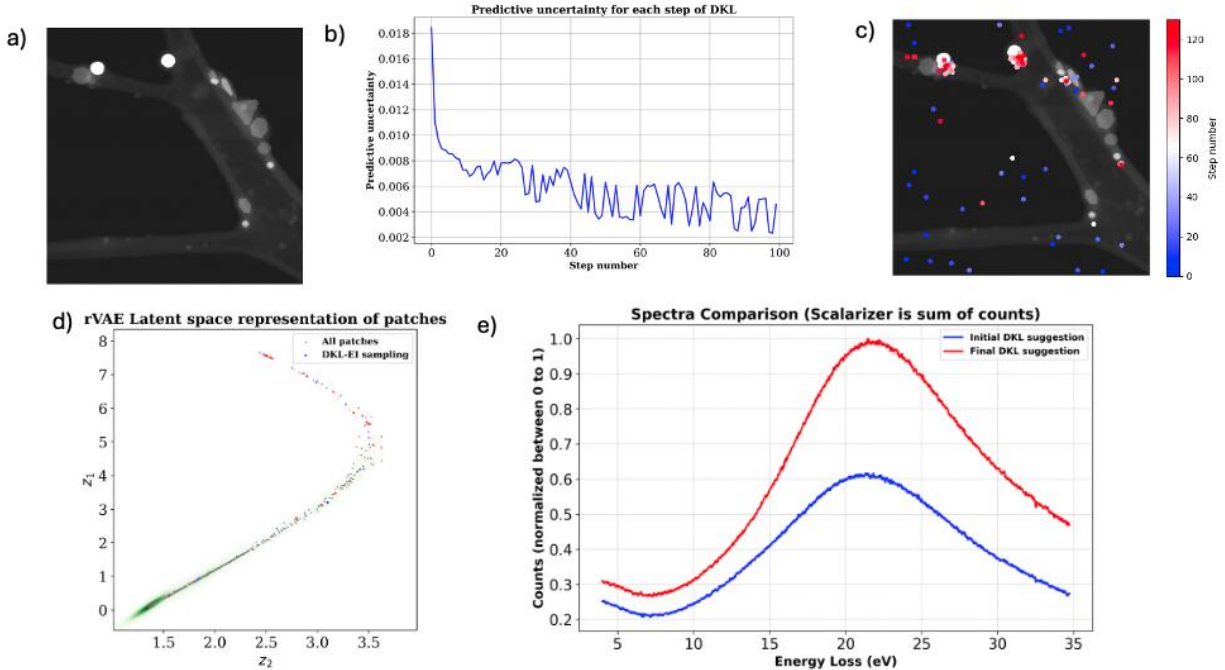 a)
b)
Predictive uncertainty for each step of DKL
0.018
0.016
0.014
0.012
0.010
0.008
0.006
0.004
0.002
Predictive uncertainty
0
20
40
60
80
100
Step number
c)
120
100
80
60
40
20
0
Step number
d)
rVAE Latent space representation of patches
All patches
DKL-EI sampling
8
7
6
5
4
3
2
1
0
z₁
1.5
2.0
2.5
3.0
3.5
z₂
e)
Spectra Comparison (Scalarizer is sum of counts)
Initial DKL suggestion
Final DKL suggestion
1.0
0.9
0.8
0.7
0.6
0.5
0.4
0.3
0.2
Counts (normalized between 0 to 1)
5
10
15
20
25
30
35
Energy Loss (eV)